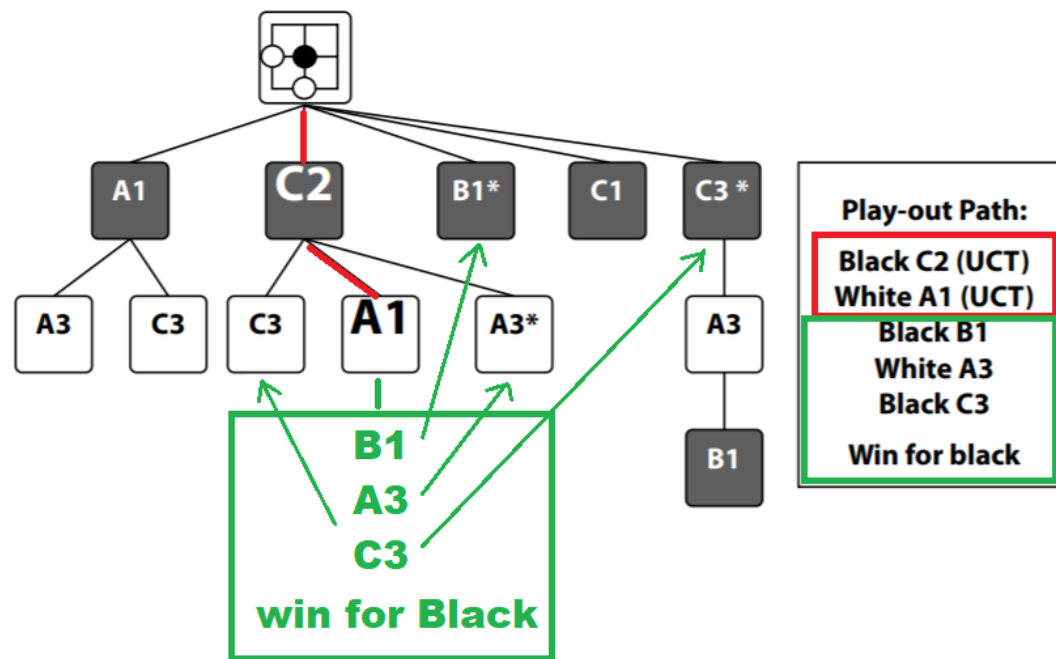 A1
C2
B1*
C1
C3 *
A3
C3
C3
A1
A3*
A3
B1
B1
A3
C3
win for Black
Play-out Path:
Black C2 (UCT)
White A1 (UCT)
Black B1
White A3
Black C3
Win for black